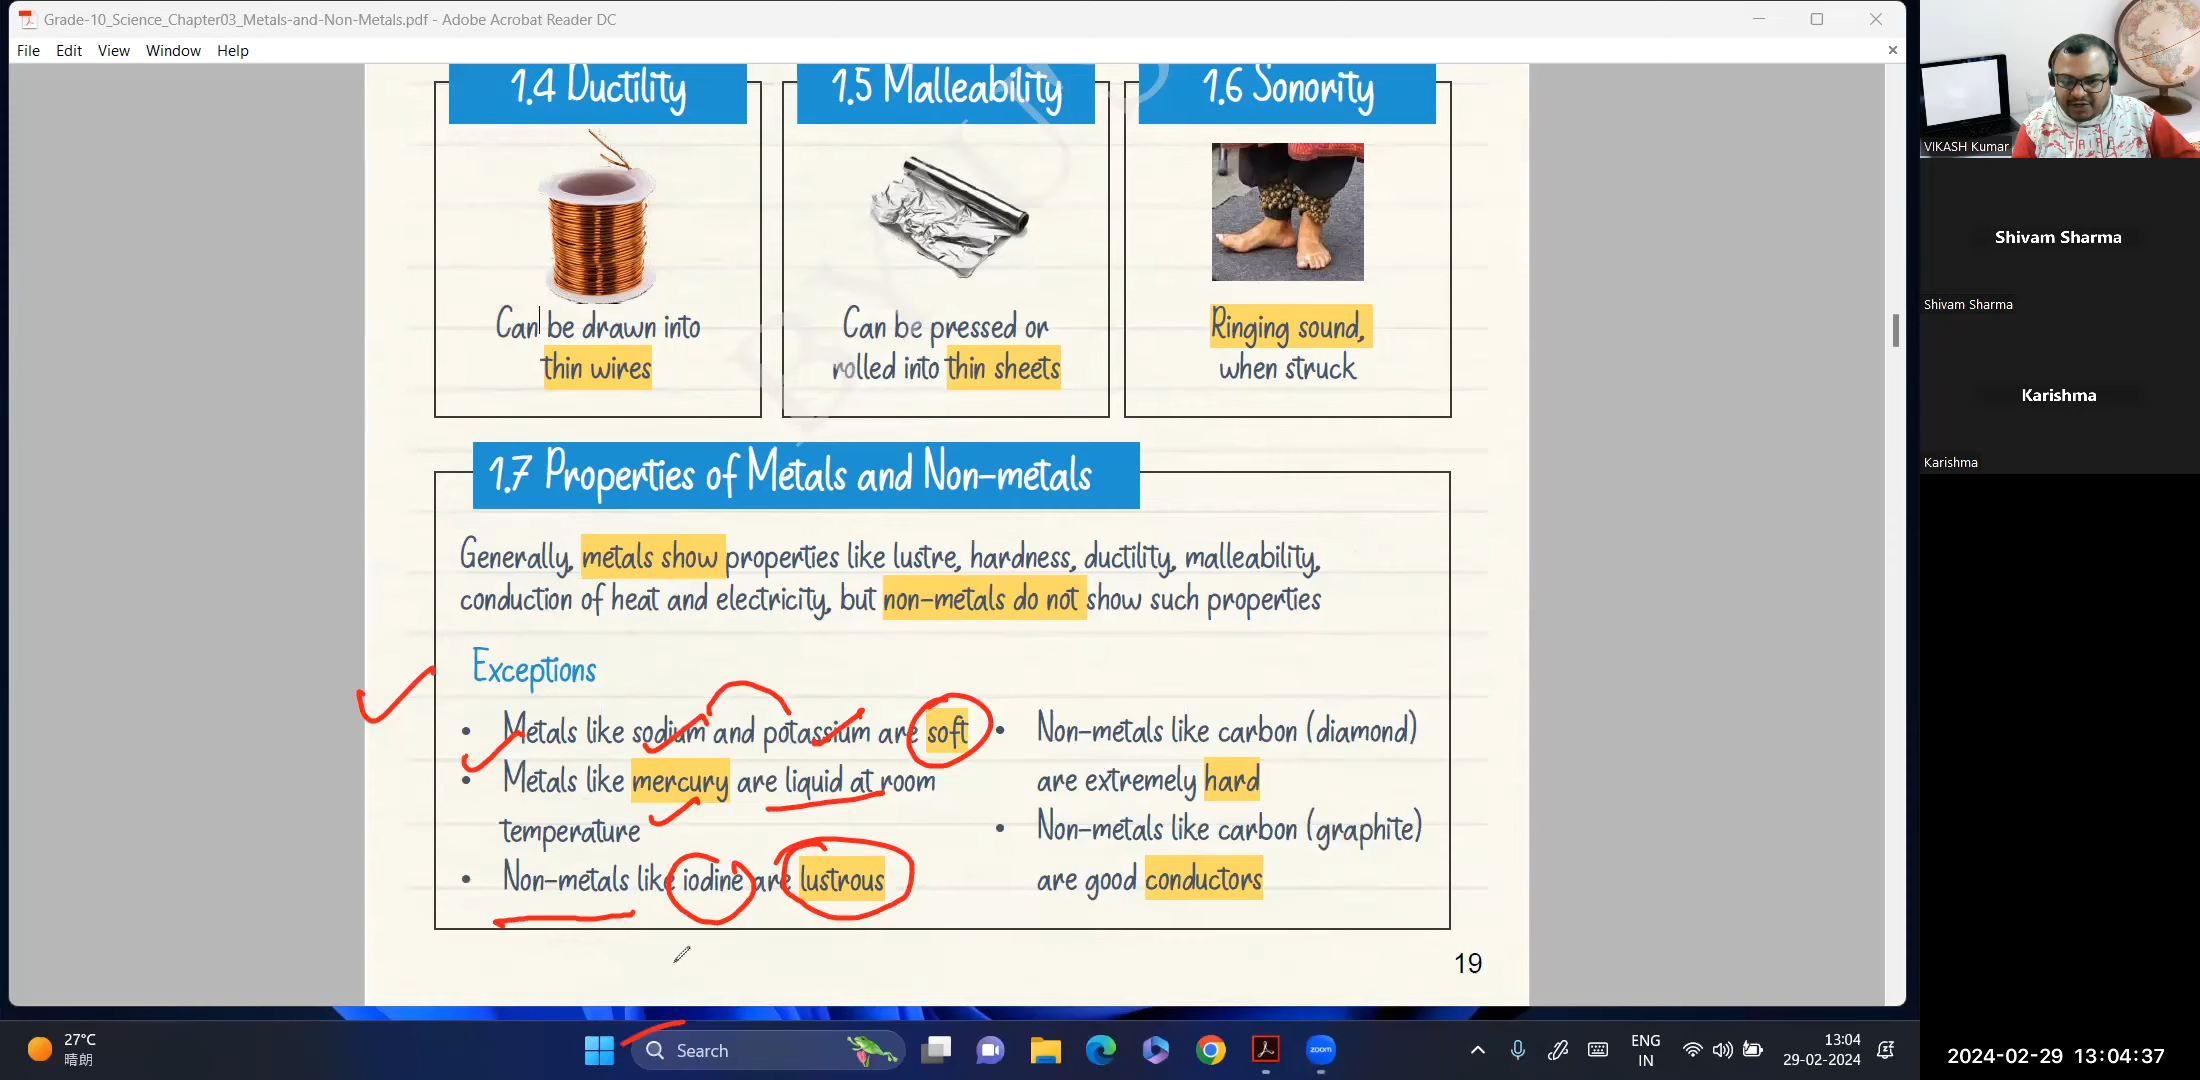 Grade-10_Science_Chapter03_Metals-and-Non-Metals.pdf - Adobe Acrobat Reader DC
File Edit View Window Help
1.4 Ductility
1.5 Malleability
1.6 Sonority
Can be drawn into
thin wires
Can be pressed or
rolled into thin sheets
Ringing sound,
when struck
1.7 Properties of Metals and Non-metals
Generally, metals show properties like lustre, hardness, ductility, malleability,
conduction of heat and electricity, but non-metals do not show such properties
Exceptions
• Metals like sodium and potassium are soft
• Metals like mercury are liquid at room
temperature
• Non-metals like iodine are lustrous
• Non-metals like carbon (diamond)
are extremely hard
• Non-metals like carbon (graphite)
are good conductors
19
VIKASH Kumar
Shivam Sharma
Shivam Sharma
Karishma
Karishma
27°C
晴朗
Search
zoom
ENG
IN
13:04
29-02-2024
2024-02-29 13:04:37